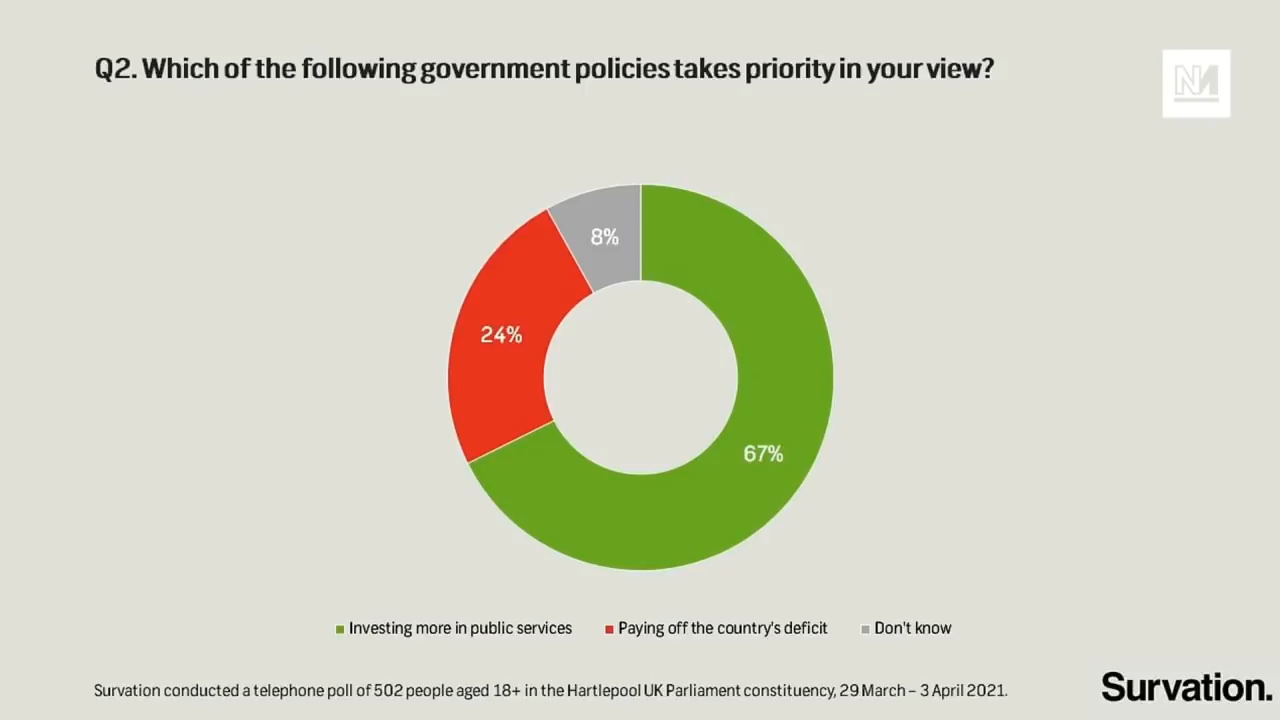 Q2. Which of the following government policies takes priority in your view?
NM
8%
24%
67%
Investing more in public services
Paying off the country's deficit
Don't know
Survation conducted a telephone poll of 502 people aged 18+ in the Hartlepool UK Parliament constituency, 29 March – 3 April 2021.
Survation.